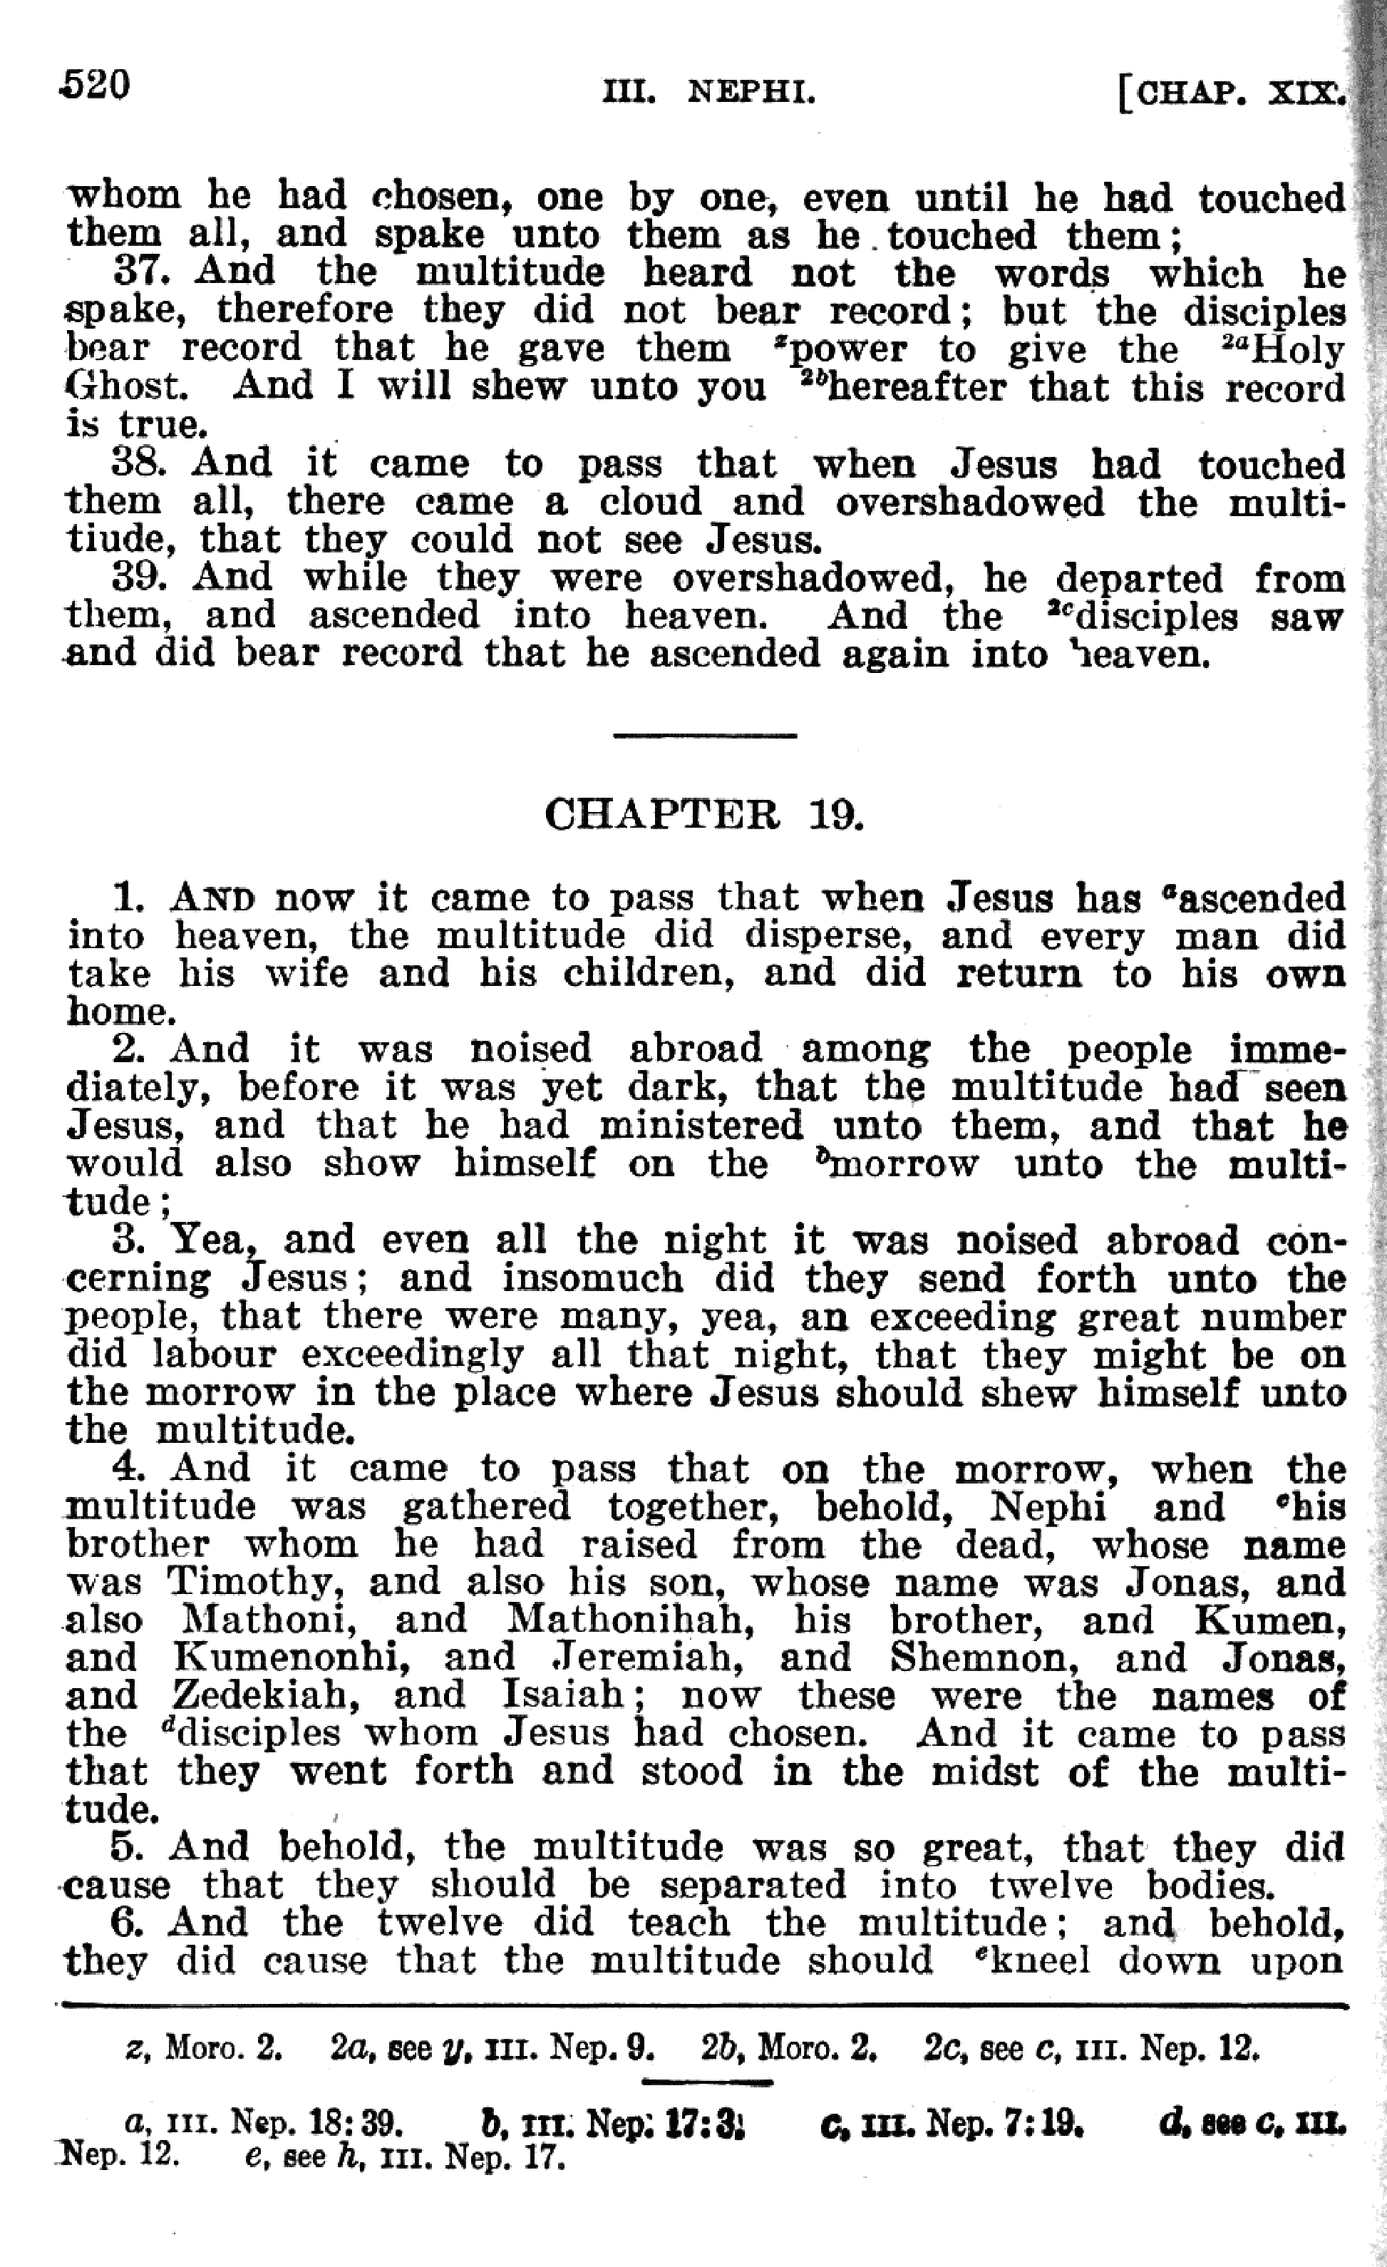 520 III. NEPHI. [CHAP. XIX.
whom he had chosen, one by one, even until he had touched
them all, and spake unto them as he touched them;
37. And the multitude heard not the words which he
spake, therefore they did not bear record; but the disciples
bear record that he gave them ᶻpower to give the ²ᵃHoly
Ghost. And I will shew unto you ²ᵇhereafter that this record
is true.
38. And it came to pass that when Jesus had touched
them all, there came a cloud and overshadowed the multi-
tiude, that they could not see Jesus.
39. And while they were overshadowed, he departed from
them, and ascended into heaven. And the ²ᶜdisciples saw
and did bear record that he ascended again into heaven.
CHAPTER 19.
1. AND now it came to pass that when Jesus has ᵃascended
into heaven, the multitude did disperse, and every man did
take his wife and his children, and did return to his own
home.
2. And it was noised abroad among the people imme-
diately, before it was yet dark, that the multitude had seen
Jesus, and that he had ministered unto them, and that he
would also show himself on the ᵇmorrow unto the multi-
tude;
3. Yea, and even all the night it was noised abroad con-
cerning Jesus; and insomuch did they send forth unto the
people, that there were many, yea, an exceeding great number
did labour exceedingly all that night, that they might be on
the morrow in the place where Jesus should shew himself unto
the multitude.
4. And it came to pass that on the morrow, when the
multitude was gathered together, behold, Nephi and ᶜhis
brother whom he had raised from the dead, whose name
was Timothy, and also his son, whose name was Jonas, and
also Mathoni, and Mathonihah, his brother, and Kumen,
and Kumenonhi, and Jeremiah, and Shemnon, and Jonas,
and Zedekiah, and Isaiah; now these were the names of
the ᵈdisciples whom Jesus had chosen. And it came to pass
that they went forth and stood in the midst of the multi-
tude.
5. And behold, the multitude was so great, that they did
cause that they should be separated into twelve bodies.
6. And the twelve did teach the multitude; and behold,
they did cause that the multitude should ᵉkneel down upon
z, Moro. 2. 2a, see y, III. Nep. 9. 2b, Moro. 2. 2c, see c, III. Nep. 12.
a, III. Nep. 18:39. b, III. Nep. 17:3. c, III. Nep. 7:19. d, see c, III.
Nep. 12. e, see h, III. Nep. 17.